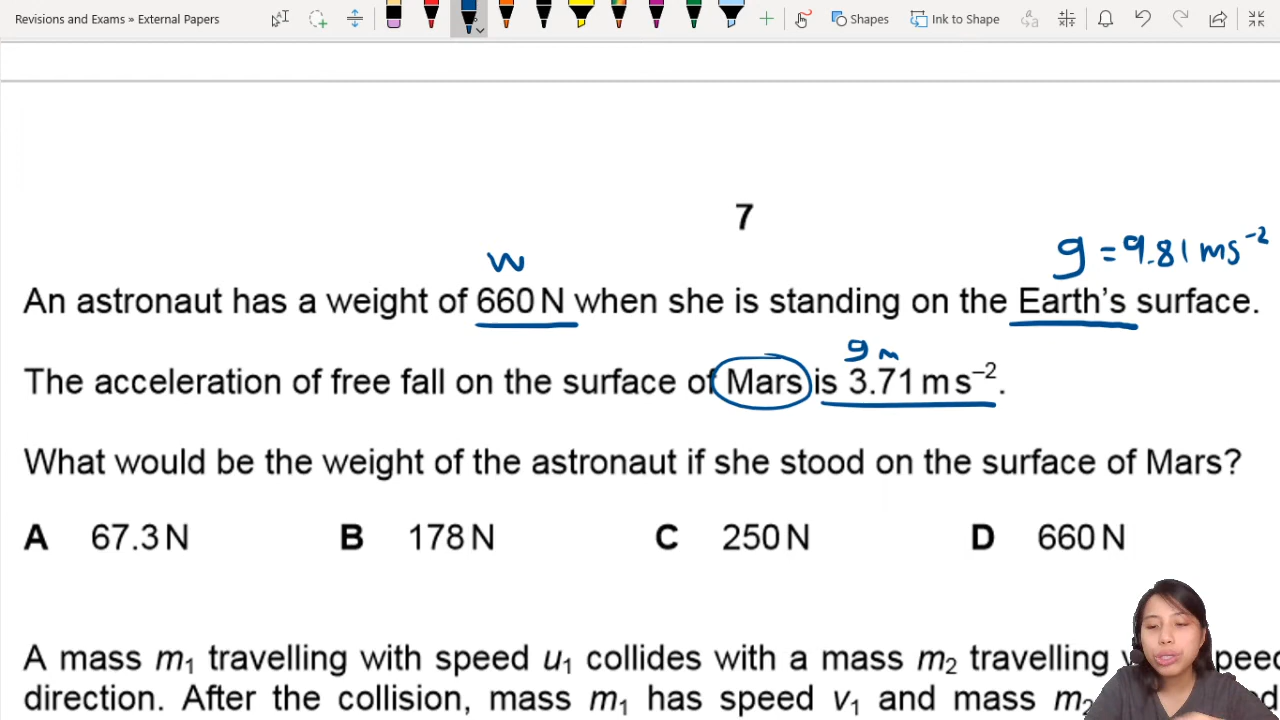 Revisions and Exams » External Papers
Shapes
Ink to Shape
7
g = 9.81 ms⁻²
W
An astronaut has a weight of 660 N when she is standing on the Earth's surface.
g m
The acceleration of free fall on the surface of Mars is 3.71 m s⁻².
What would be the weight of the astronaut if she stood on the surface of Mars?
A 67.3 N B 178 N C 250 N D 660 N
A mass m₁ travelling with speed u₁ collides with a mass m₂ travelling
direction. After the collision, mass m₁ has speed v₁ and mass m₂